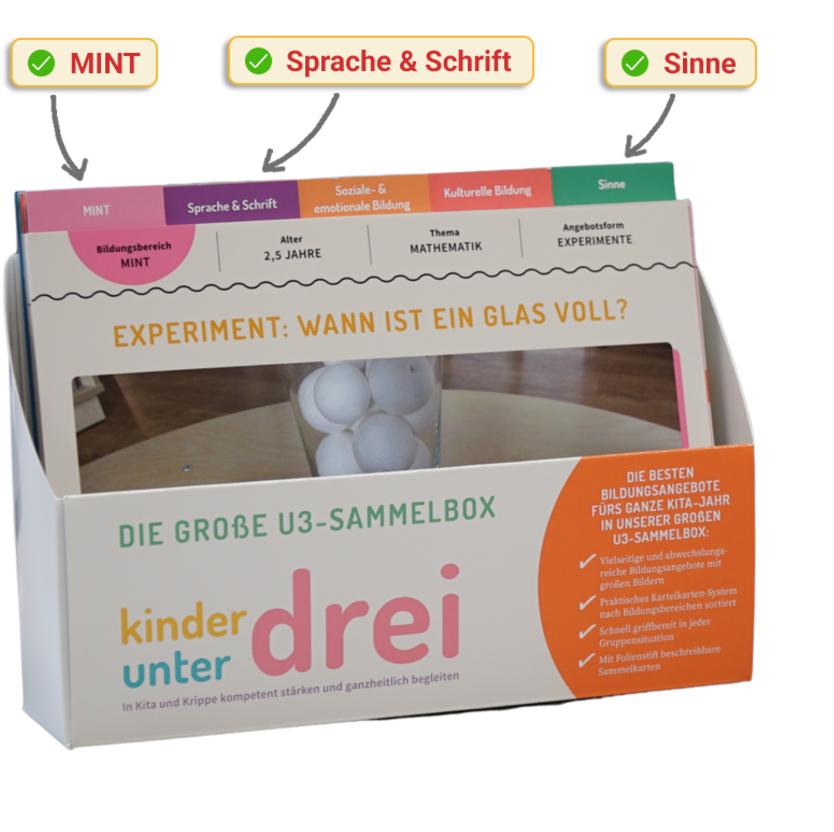 MINT
Sprache & Schrift
Sinne
MINT
Sprache & Schrift
Soziale- &
emotionale Bildung
Kulturelle Bildung
Sinne
Bildungsbereich
MINT
Alter
2,5 JAHRE
Thema
MATHEMATIK
Angebotsform
EXPERIMENTE
EXPERIMENT: WANN IST EIN GLAS VOLL?
DIE GROẞE U3-SAMMELBOX
kinder
unter
drei
In Kita und Krippe kompetent stärken und ganzheitlich begleiten
DIE BESTEN
BILDUNGSANGEBOTE
FÜRS GANZE KITA-JAHR
IN UNSERER GROẞEN
U3-SAMMELBOX:
Vielseitige und abwechslungs-
reiche Bildungsangebote mit
großen Bildern
Praktisches Karteikarten-System
nach Bildungsbereichen sortiert
Schnell griffbereit in jeder
Gruppensituation
Mit Folienstift beschreibbare
Sammelkarten